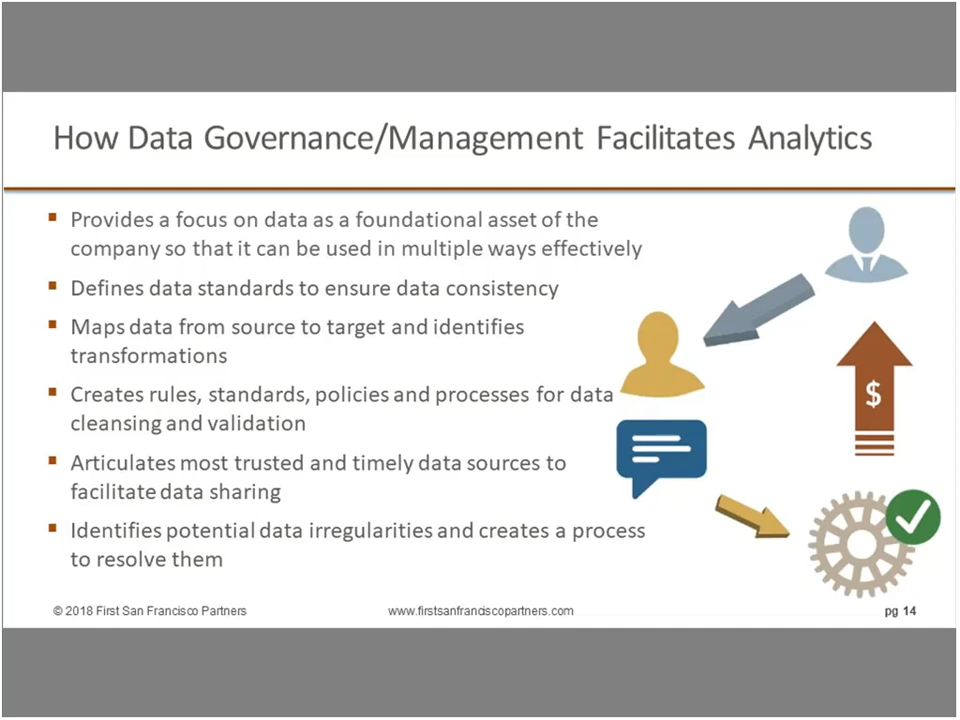 How Data Governance/Management Facilitates Analytics
Provides a focus on data as a foundational asset of the
company so that it can be used in multiple ways effectively
Defines data standards to ensure data consistency
Maps data from source to target and identifies
transformations
Creates rules, standards, policies and processes for data
cleansing and validation
Articulates most trusted and timely data sources to
facilitate data sharing
Identifies potential data irregularities and creates a process
to resolve them
$
© 2018 First San Francisco Partners
www.firstsanfranciscopartners.com
pg 14